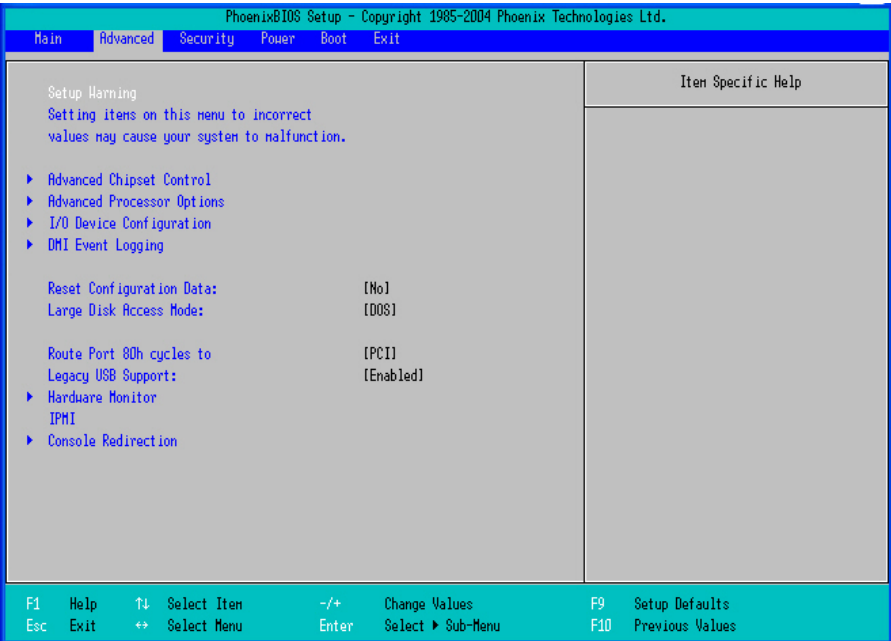 PhoenixBIOS Setup - Copyright 1985-2004 Phoenix Technologies Ltd.
Main Advanced Security Power Boot Exit
Item Specific Help
Setup Warning
Setting items on this menu to incorrect
values may cause your system to malfunction.
Advanced Chipset Control
Advanced Processor Options
I/O Device Configuration
DMI Event Logging
Reset Configuration Data: [No]
Large Disk Access Mode: [DOS]
Route Port 80h cycles to [PCI]
Legacy USB Support: [Enabled]
Hardware Monitor
IPMI
Console Redirection
F1 Help ↑↓ Select Item -/+ Change Values F9 Setup Defaults
Esc Exit ↔ Select Menu Enter Select ▶ Sub-Menu F10 Previous Values